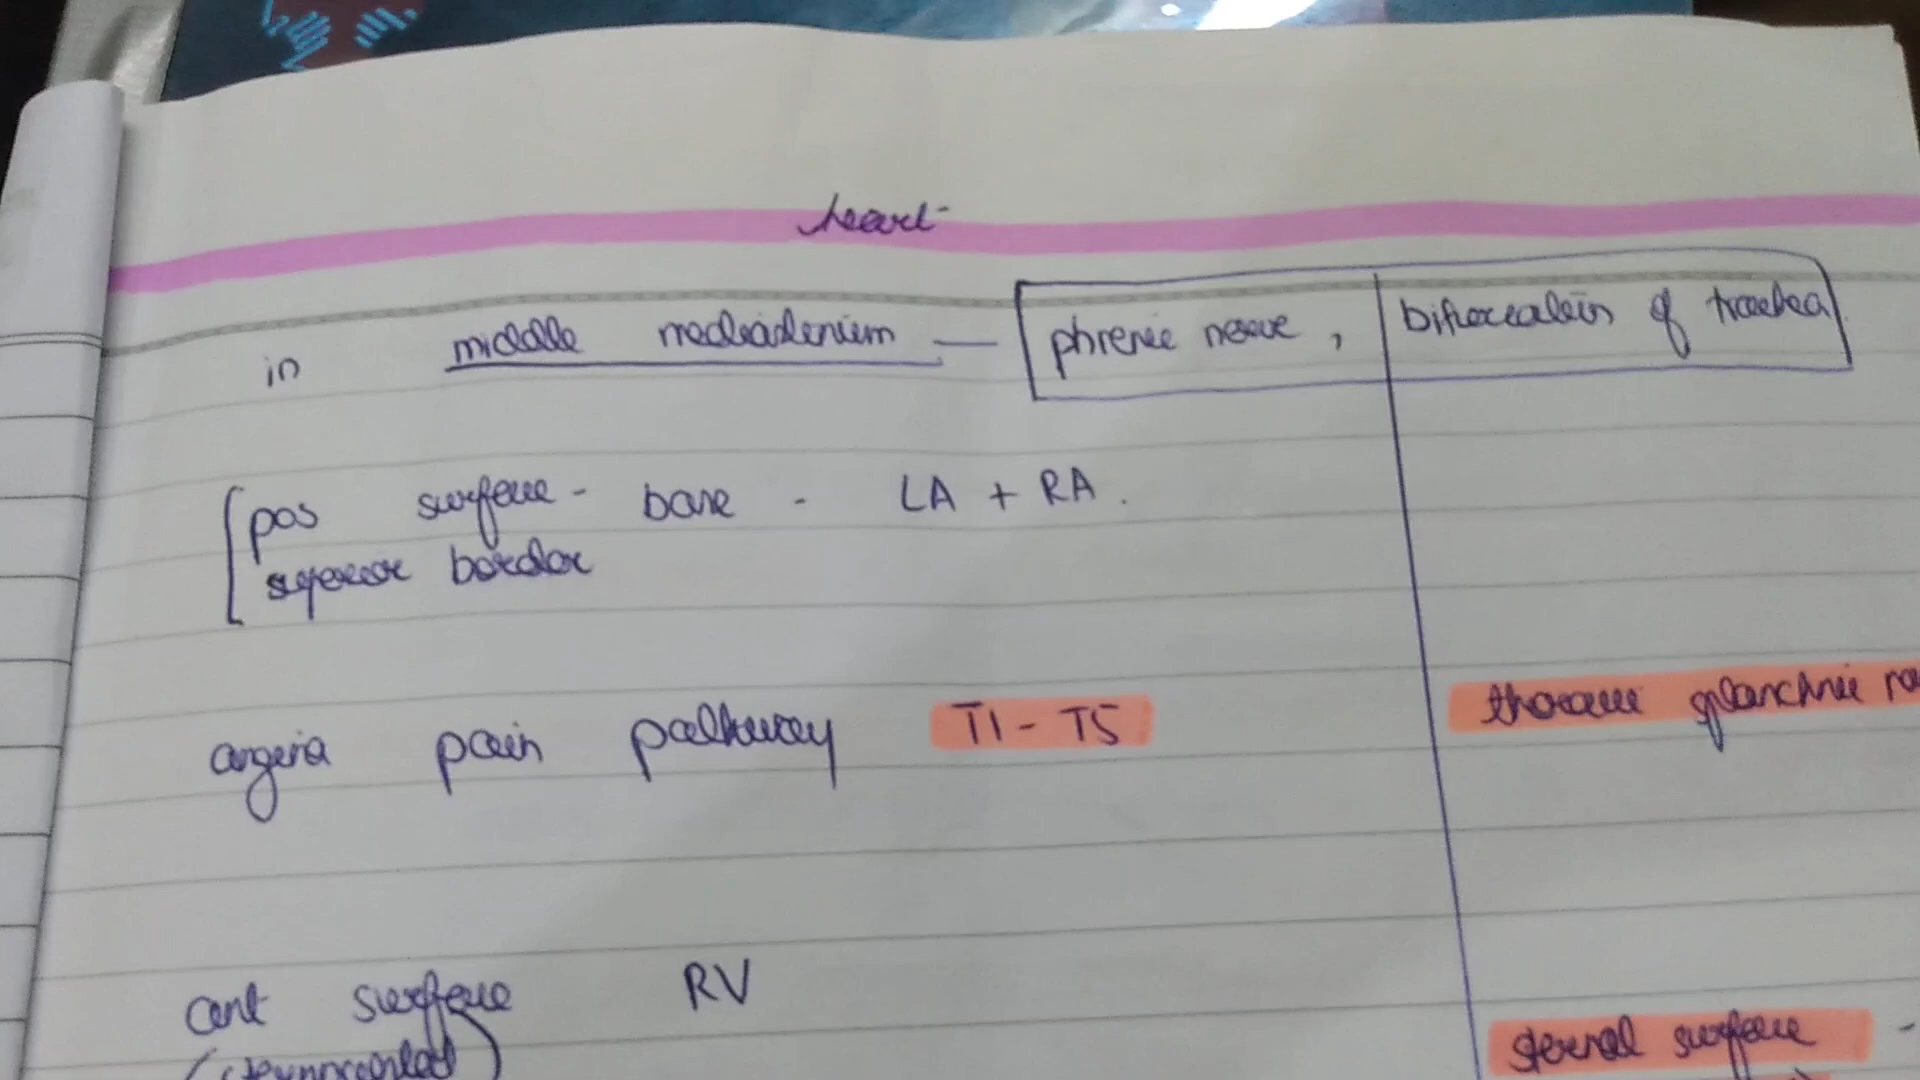 heart
in middle mediastenium — phrenic nerve, bifurcation of trachea
pos surface - base - LA + RA.
superior border
angina pain pathway T1 - T5
thoracic splanchnic
ant surface RV
sternal surface -